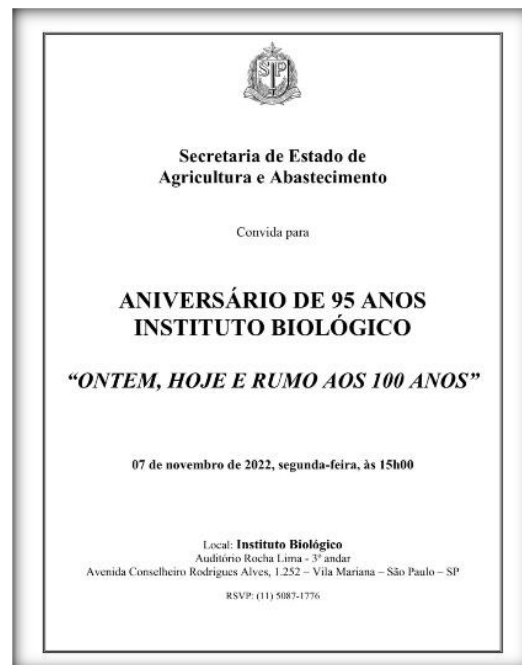 SP
Secretaria de Estado de
Agricultura e Abastecimento
Convida para
ANIVERSÁRIO DE 95 ANOS
INSTITUTO BIOLÓGICO
“ONTEM, HOJE E RUMO AOS 100 ANOS”
07 de novembro de 2022, segunda-feira, às 15h00
Local: Instituto Biológico
Auditório Rocha Lima - 3º andar
Avenida Conselheiro Rodrigues Alves, 1.252 – Vila Mariana – São Paulo – SP
RSVP: (11) 5087-1776